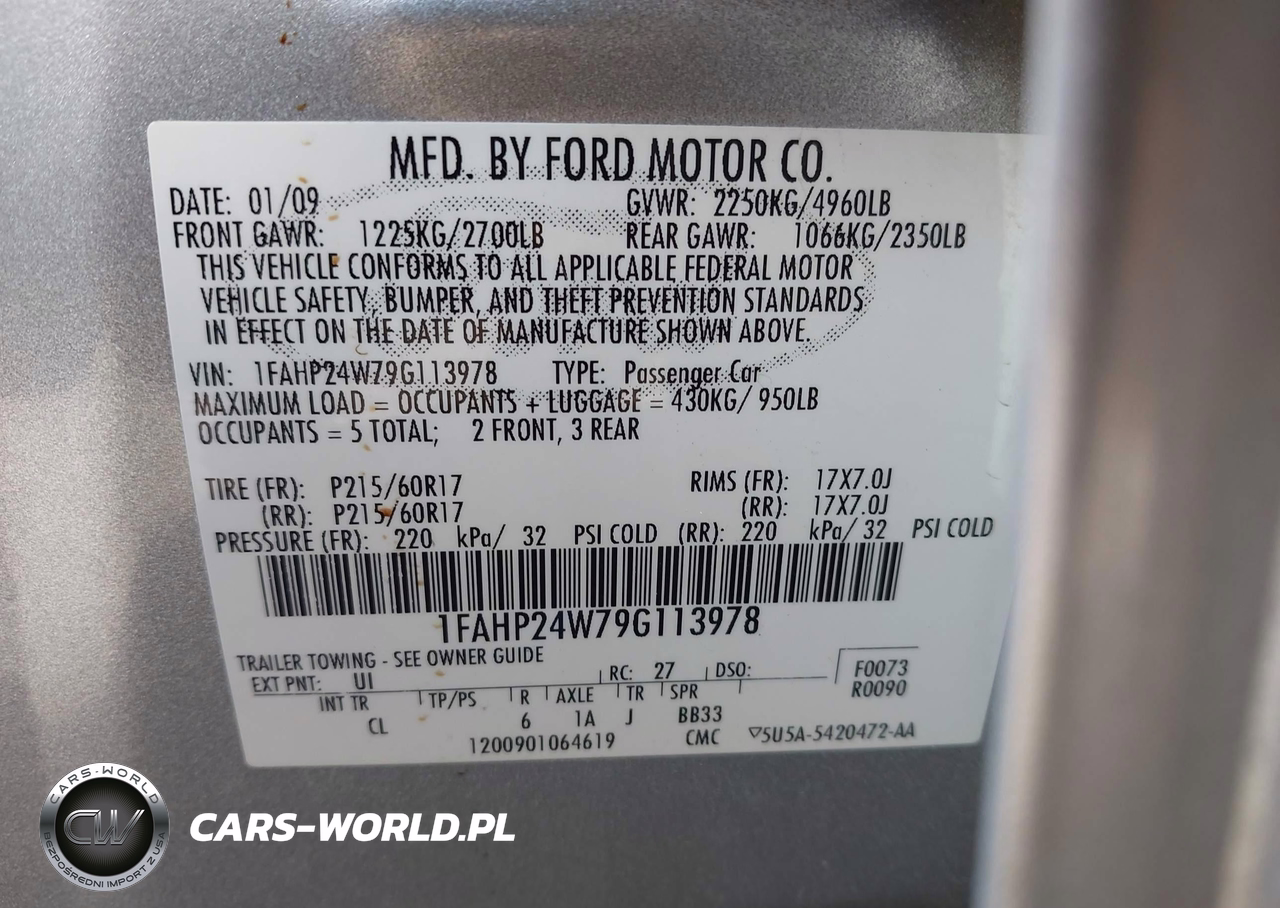 MFD. BY FORD MOTOR CO.
DATE: 01/09 GVWR: 2250KG/4960LB
FRONT GAWR: 1225KG/2700LB REAR GAWR: 1066KG/2350LB
THIS VEHICLE CONFORMS TO ALL APPLICABLE FEDERAL MOTOR
VEHICLE SAFETY, BUMPER, AND THEFT PREVENTION STANDARDS
IN EFFECT ON THE DATE OF MANUFACTURE SHOWN ABOVE.
VIN: 1FAHP24W79G113978 TYPE: Passenger Car
MAXIMUM LOAD = OCCUPANTS + LUGGAGE = 430KG/ 950LB
OCCUPANTS = 5 TOTAL; 2 FRONT, 3 REAR
TIRE (FR): P215/60R17 RIMS (FR): 17X7.0J
(RR): P215/60R17 (RR): 17X7.0J
PRESSURE (FR): 220 kPa/ 32 PSI COLD (RR): 220 kPa/ 32 PSI COLD
1FAHP24W79G113978
TRAILER TOWING - SEE OWNER GUIDE
EXT PNT: UI RC: 27 DSO: F0073
R0090
INT TR TP/PS R AXLE TR SPR
CL 6 1A J BB33
1200901064619 CMC ▽5U5A-5420472-AA
CARS-WORLD
CW
BEZPOŚREDNI IMPORT Z USA
CARS-WORLD.PL